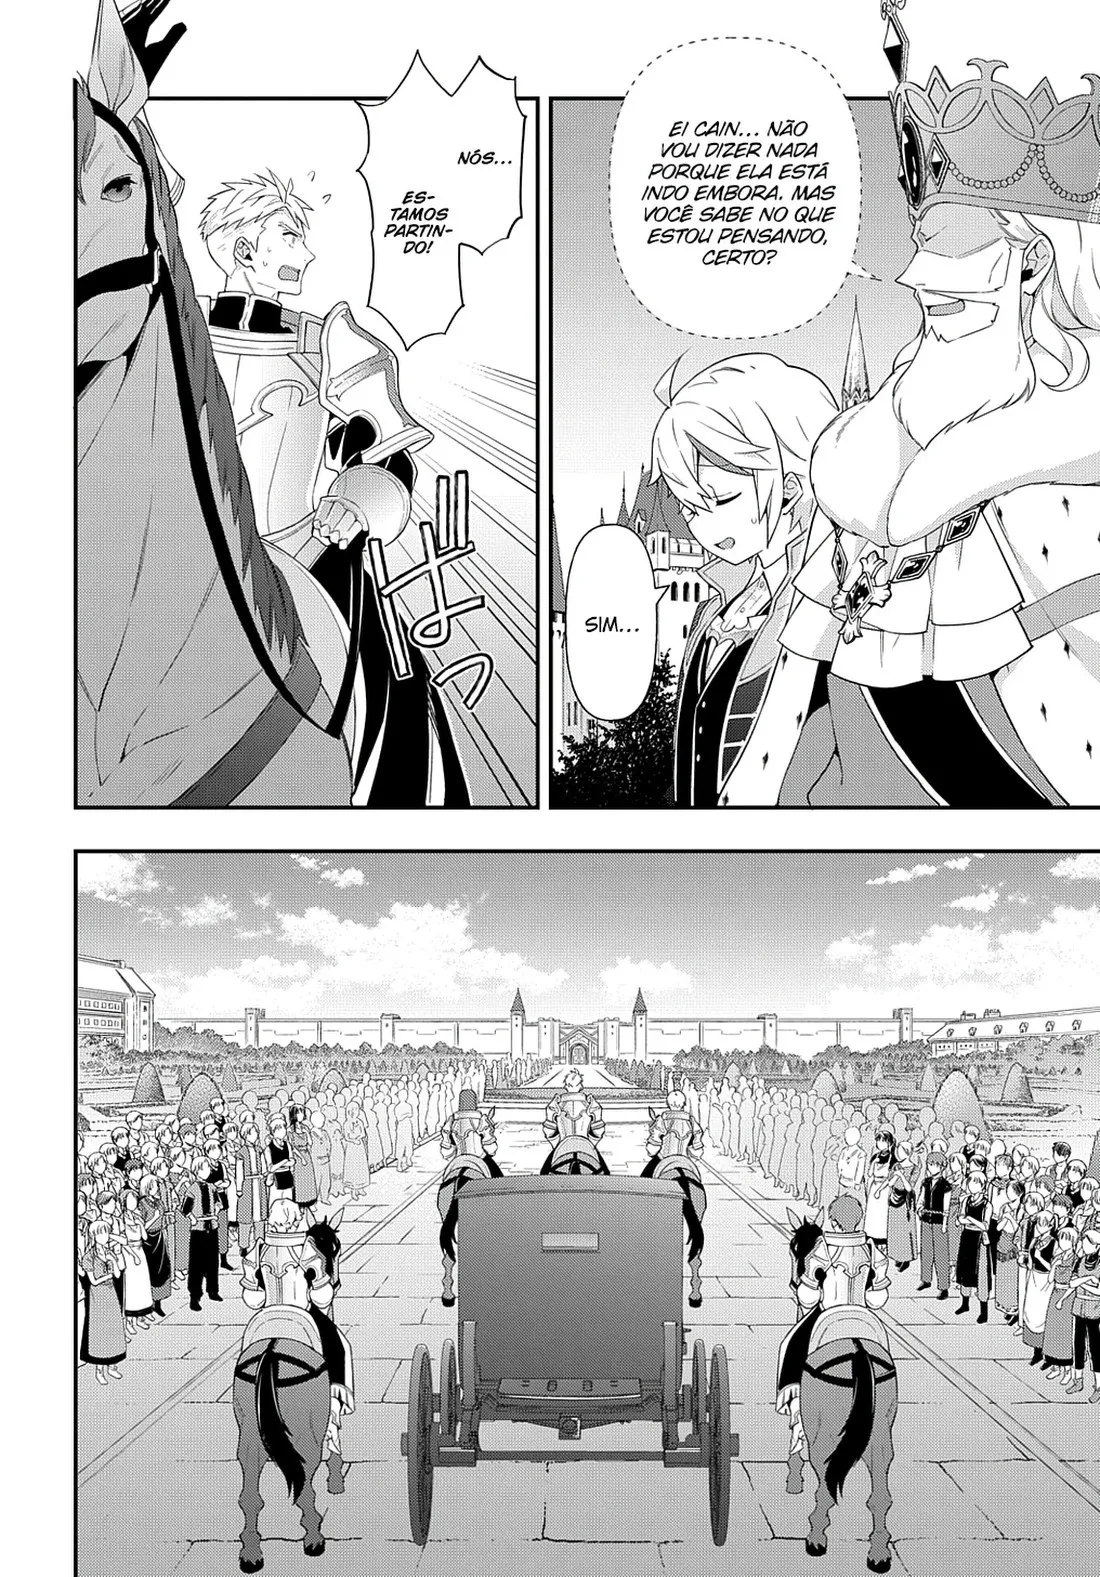 EI CAIN... NÃO
VOU DIZER NADA
PORQUE ELA ESTÁ
INDO EMBORA. MAS
VOCÊ SABE NO QUE
ESTOU PENSANDO,
CERTO?
SIM...
NÓS...
ES-
TAMOS
PARTIN-
DO!
ばっ